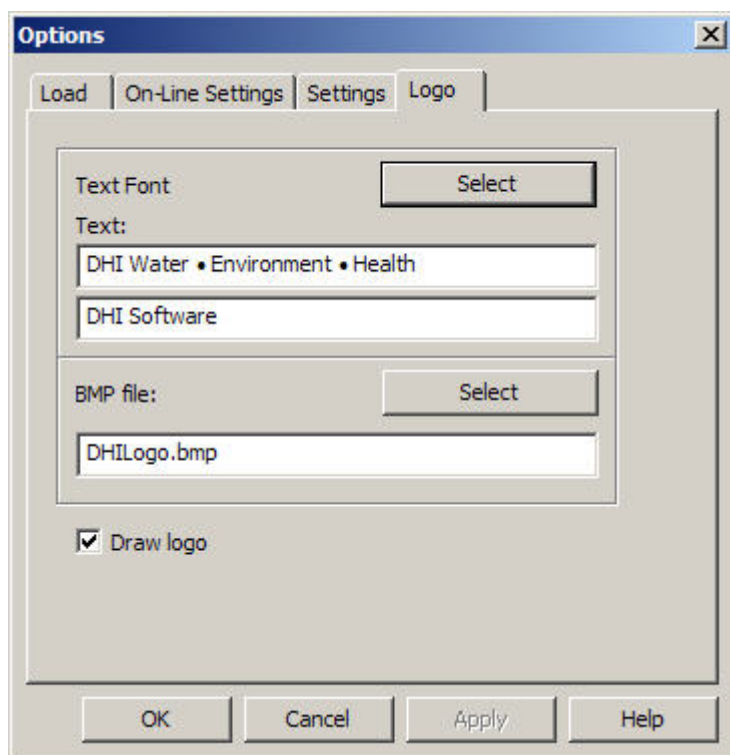 Options
Load On-Line Settings Settings Logo
Text Font Select
Text:
DHI Water • Environment • Health
DHI Software
BMP file: Select
DHILogo.bmp
Draw logo
OK Cancel Apply Help